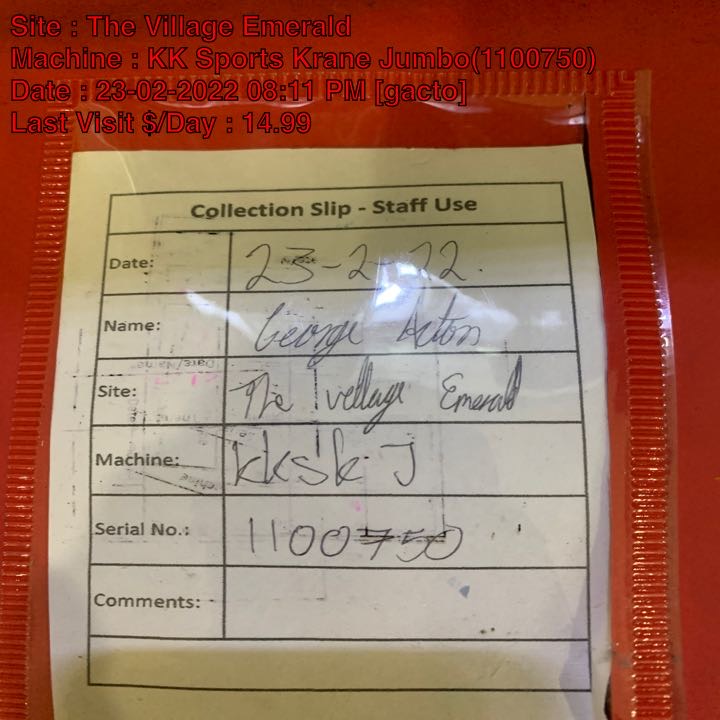 Site : The Village Emerald
Machine : KK Sports Krane Jumbo(1100750)
Date : 23-02-2022 08:11 PM [gacto]
Last Visit $/Day : 14.99
Collection Slip - Staff Use
Date: 23-2-22.
Name: George Acton
Site: The village Emerald
Machine: KKSK J
Serial No.: 1100750
Comments: